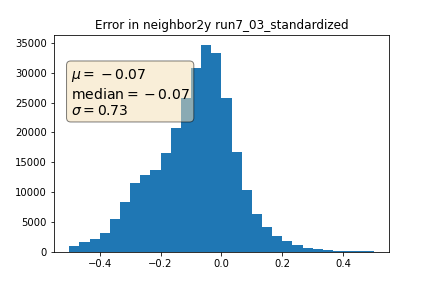 Error in neighbor2y run7_03_standardized
35000
30000
25000
20000
15000
10000
5000
0
μ = −0.07
median = −0.07
σ = 0.73
−0.4 −0.2 0.0 0.2 0.4